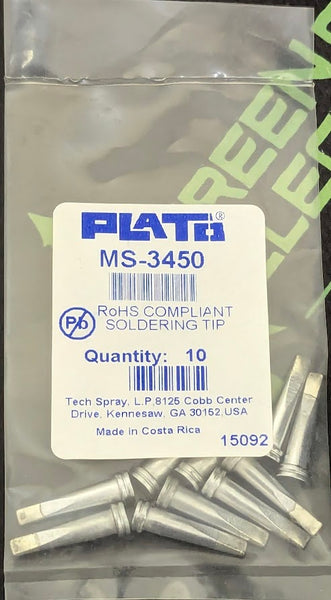 PLATO®
MS-3450
Pb
RoHS COMPLIANT
SOLDERING TIP
Quantity: 10
Tech Spray, L.P.8125 Cobb Center
Drive, Kennesaw, GA 30152,USA
Made in Costa Rica
15092